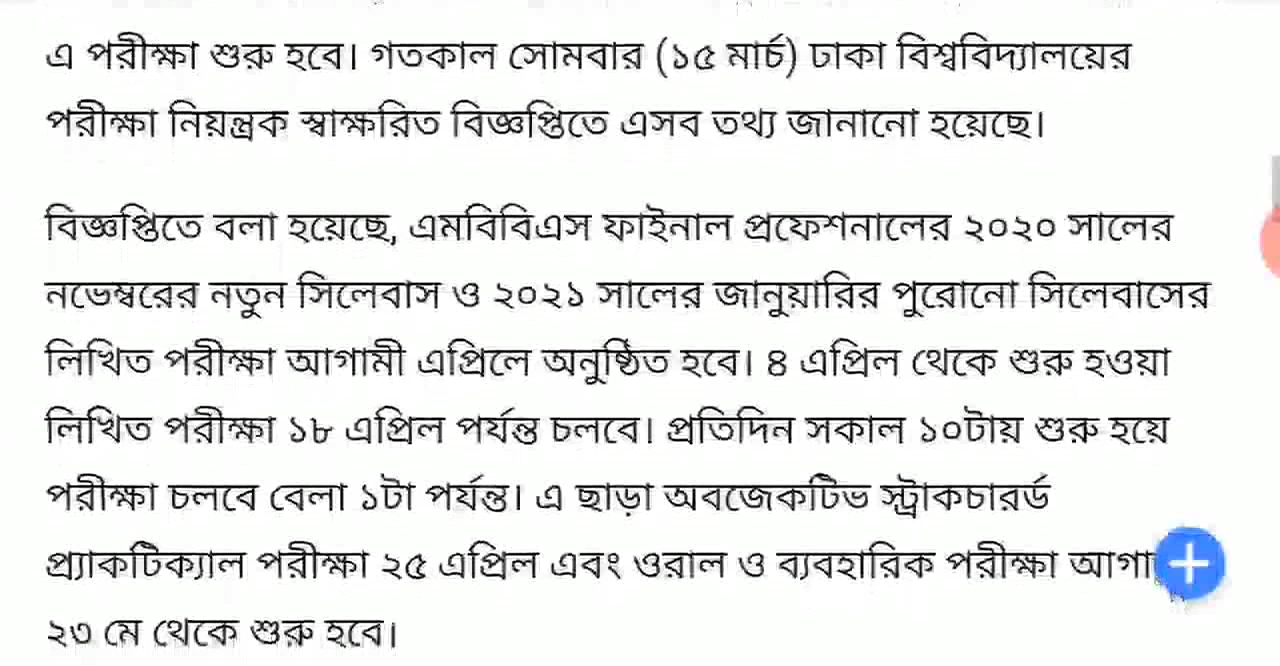 এ পরীক্ষা শুরু হবে। গতকাল সোমবার (১৫ মার্চ) ঢাকা বিশ্ববিদ্যালয়ের
পরীক্ষা নিয়ন্ত্রক স্বাক্ষরিত বিজ্ঞপ্তিতে এসব তথ্য জানানো হয়েছে।
বিজ্ঞপ্তিতে বলা হয়েছে, এমবিবিএস ফাইনাল প্রফেশনালের ২০২০ সালের
নভেম্বরের নতুন সিলেবাস ও ২০২১ সালের জানুয়ারির পুরোনো সিলেবাসের
লিখিত পরীক্ষা আগামী এপ্রিলে অনুষ্ঠিত হবে। ৪ এপ্রিল থেকে শুরু হওয়া
লিখিত পরীক্ষা ১৮ এপ্রিল পর্যন্ত চলবে। প্রতিদিন সকাল ১০টায় শুরু হয়ে
পরীক্ষা চলবে বেলা ১টা পর্যন্ত। এ ছাড়া অবজেকটিভ স্ট্রাকচারর্ড
প্র্যাকটিক্যাল পরীক্ষা ২৫ এপ্রিল এবং ওরাল ও ব্যবহারিক পরীক্ষা আগা
২৩ মে থেকে শুরু হবে।